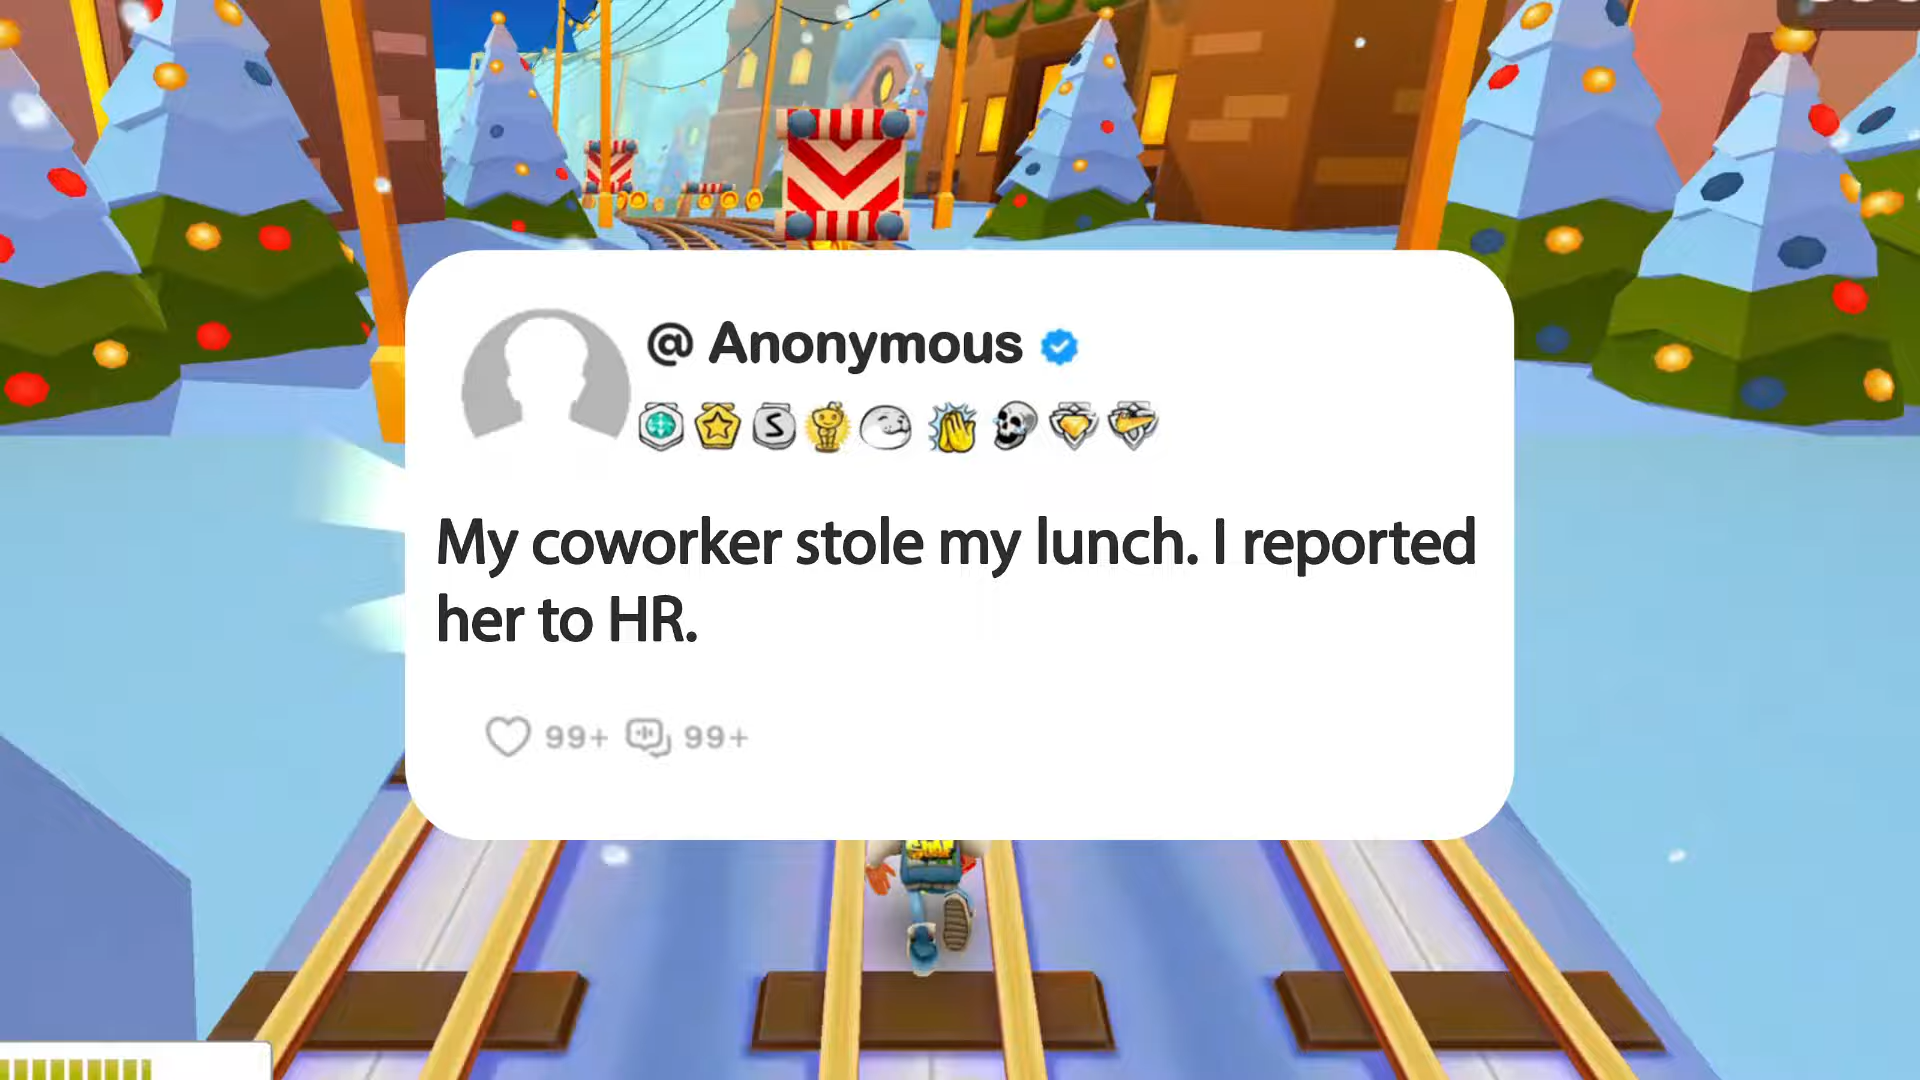 @ Anonymous
S
My coworker stole my lunch. I reported
her to HR.
99+ 99+